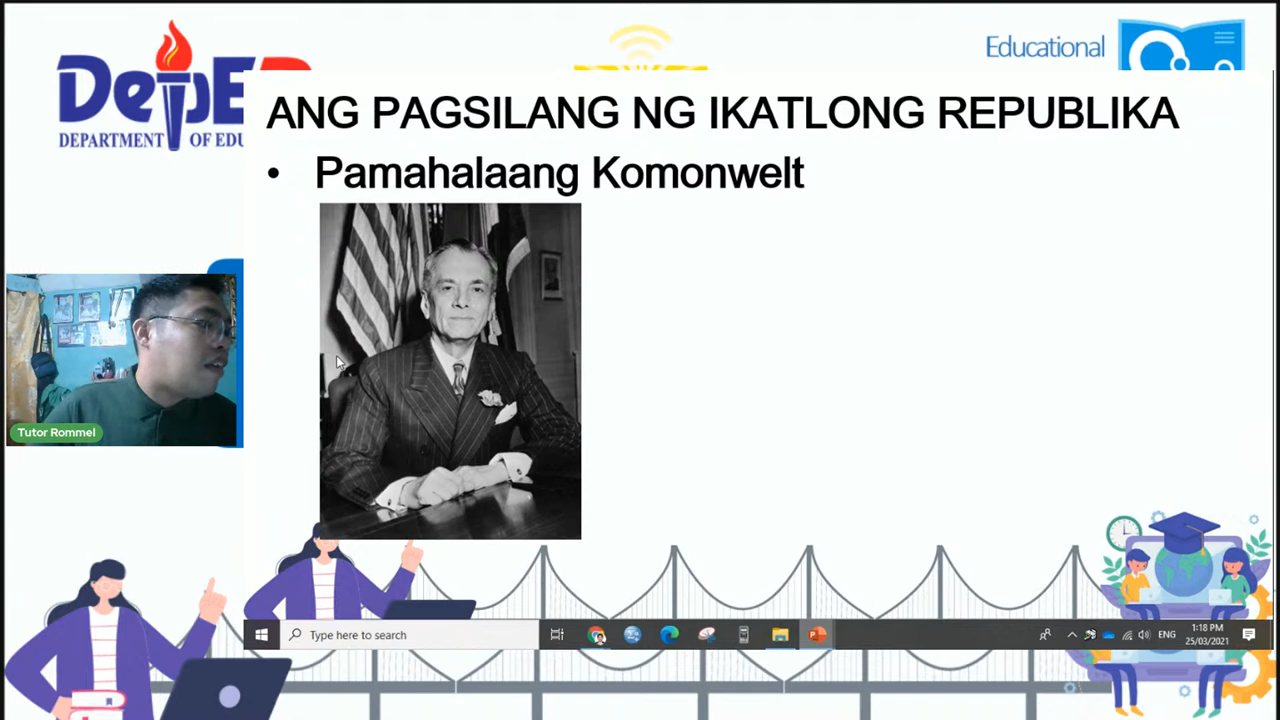 DepED
DEPARTMENT OF EDU
Educational
ANG PAGSILANG NG IKATLONG REPUBLIKA
• Pamahalaang Komonwelt
Tutor Rommel
Type here to search
ENG
1:18 PM
25/03/2021